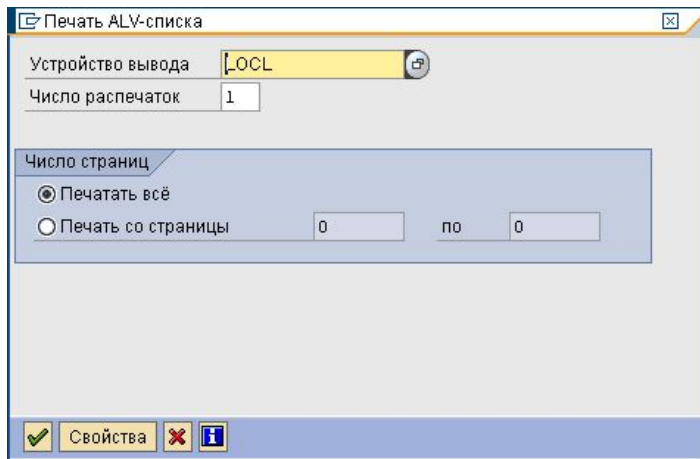 Печать ALV-списка
Устройство вывода LOCL
Число распечаток 1
Число страниц
Печатать всё
Печать со страницы 0 по 0
Свойства